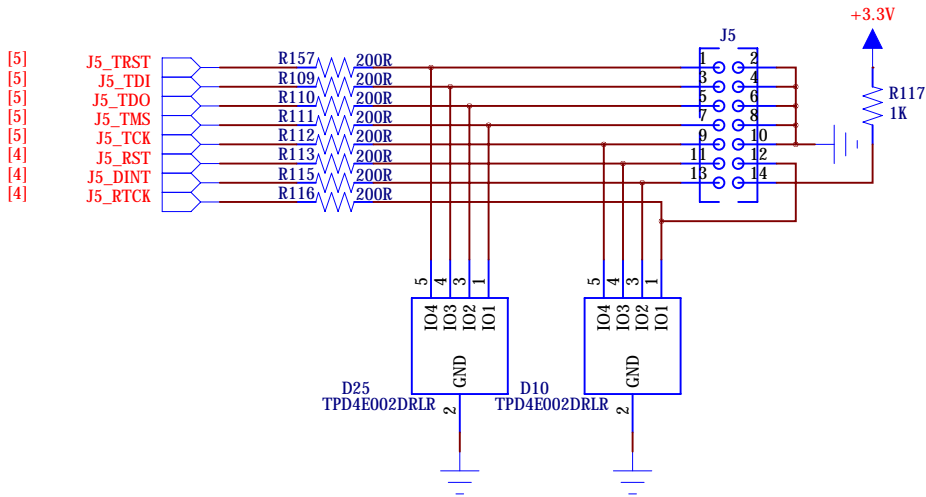 +3.3V
J5
[5] J5_TRST R157 200R 1 2
[5] J5_TDI R109 200R 3 4
[5] J5_TDO R110 200R 5 6
[5] J5_TMS R111 200R 7 8
[5] J5_TCK R112 200R 9 10
[4] J5_RST R113 200R 11 12
[4] J5_DINT R115 200R 13 14
[4] J5_RTCK R116 200R
R117
1K
5 4 3 1
IO4 IO3 IO2 IO1
GND
D25
TPD4E002DRLR
2
5 4 3 1
IO4 IO3 IO2 IO1
GND
D10
TPD4E002DRLR
2